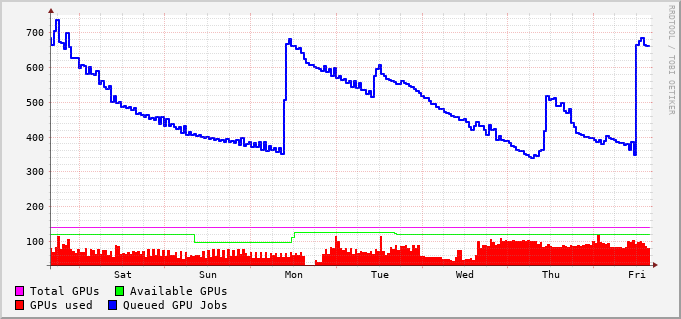 700
600
500
400
300
200
100
Sat Sun Mon Tue Wed Thu Fri
Total GPUs Available GPUs
GPUs used Queued GPU Jobs
RRDTOOL / TOBI OETIKER